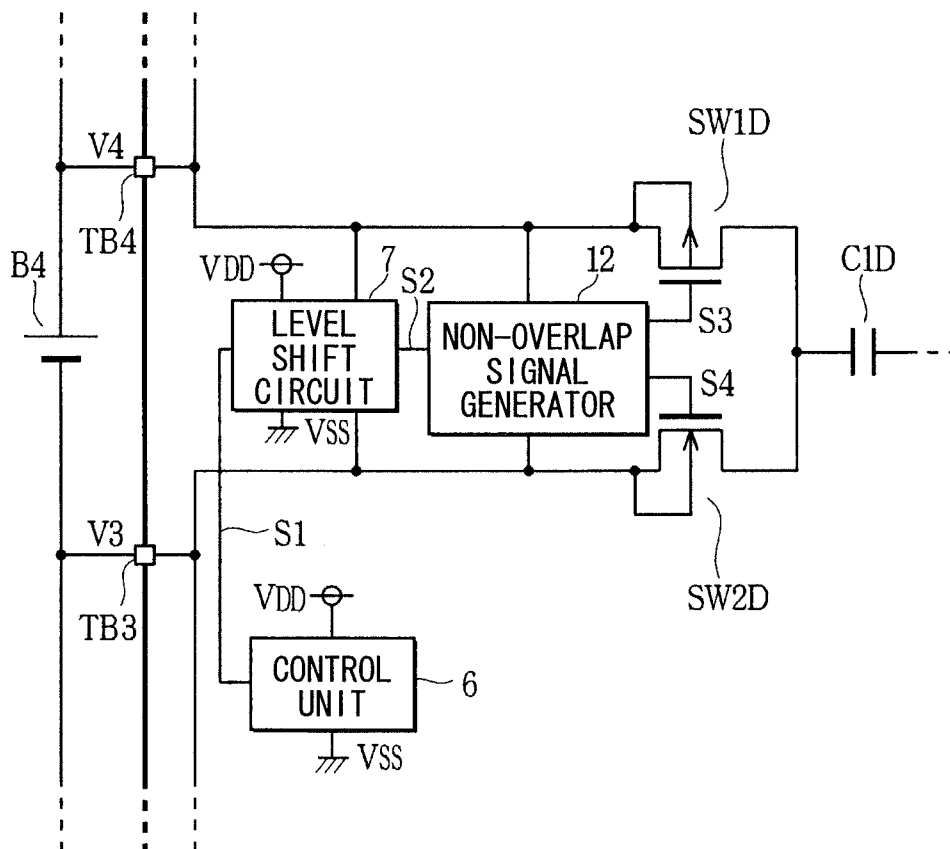 SW1D
V4
TB4
B4
VDD
7
S2
12
C1D
LEVEL
SHIFT
CIRCUIT
NON-OVERLAP
SIGNAL
GENERATOR
S3
S4
VSS
V3
S1
TB3
SW2D
VDD
CONTROL
UNIT
6
VSS